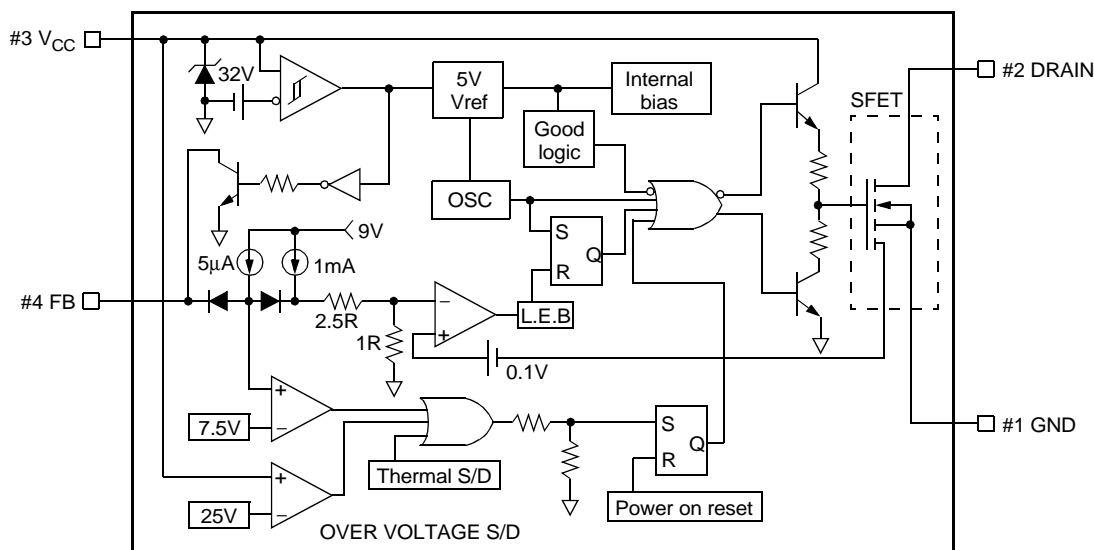 #3 VCC
32V
5V
Vref
Internal
bias
#2 DRAIN
SFET
Good
logic
OSC
9V
S
Q
R
5μA
1mA
#4 FB
2.5R
−
L.E.B
1R
+
0.1V
+
7.5V
−
S
Q
R
#1 GND
Thermal S/D
+
25V
−
Power on reset
OVER VOLTAGE S/D